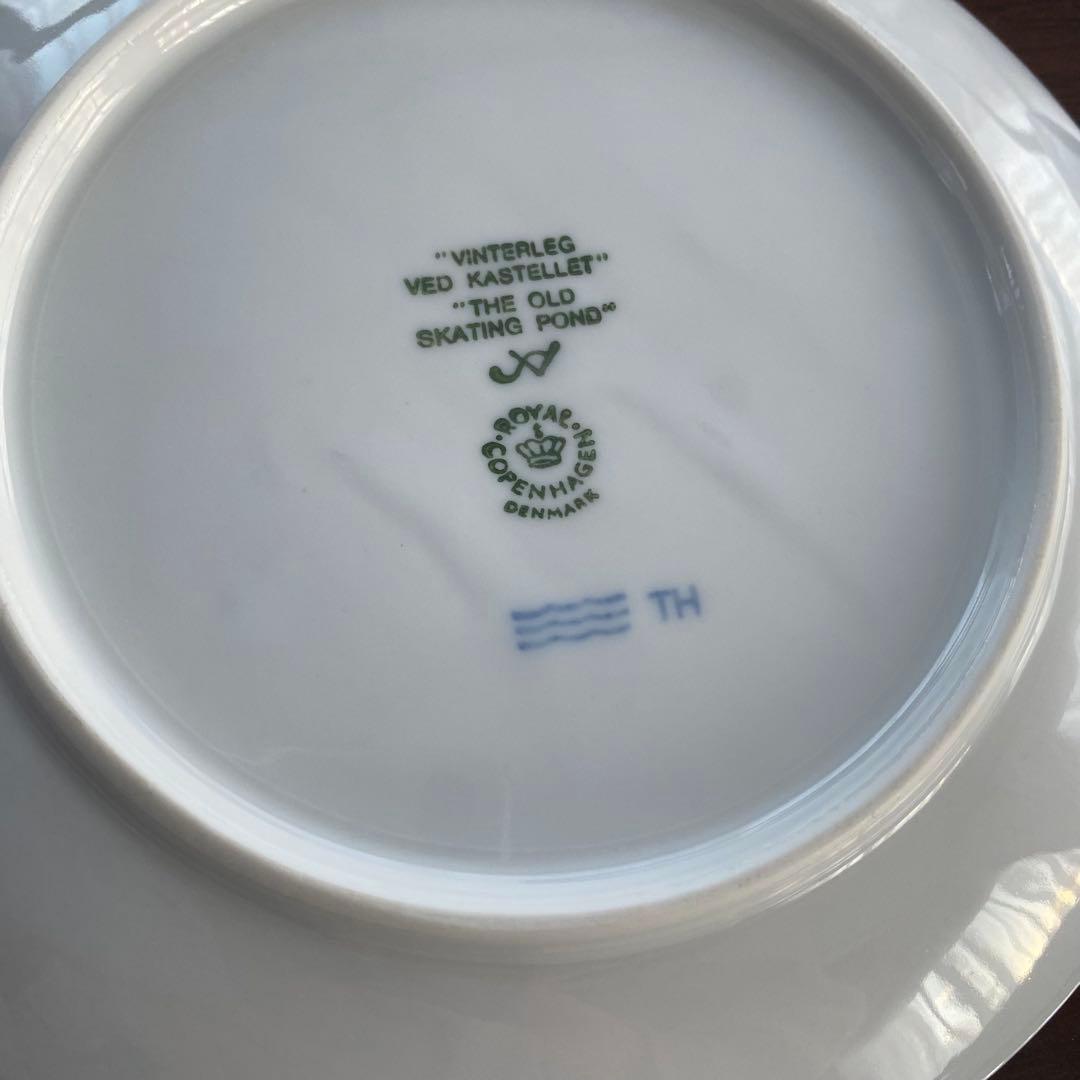 "VINTERLEG
VED KASTELLET"
"THE OLD
SKATING POND"
ROYAL
COPENHAGEN
DENMARK
TH